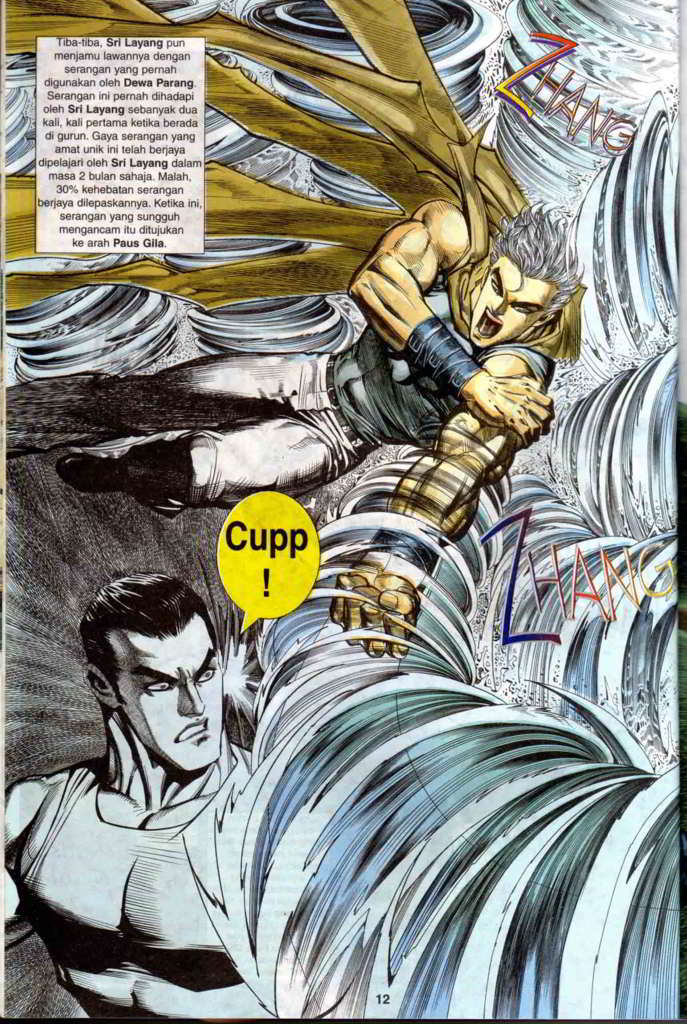 Tiba-tiba, Sri Layang pun
menjamu lawannya dengan
serangan yang pernah
digunakan oleh Dewa Parang.
Serangan ini pernah dihadapi
oleh Sri Layang sebanyak dua
kali, kali pertama ketika berada
di gurun. Gaya serangan yang
amat unik ini telah berjaya
dipelajari oleh Sri Layang dalam
masa 2 bulan sahaja. Malah,
30% kehebatan serangan
berjaya dilepaskannya. Ketika ini,
serangan yang sungguh
mengancam itu ditujukan
ke arah Paus Gila.
ZHANG
Cupp
!
ZHANG
12